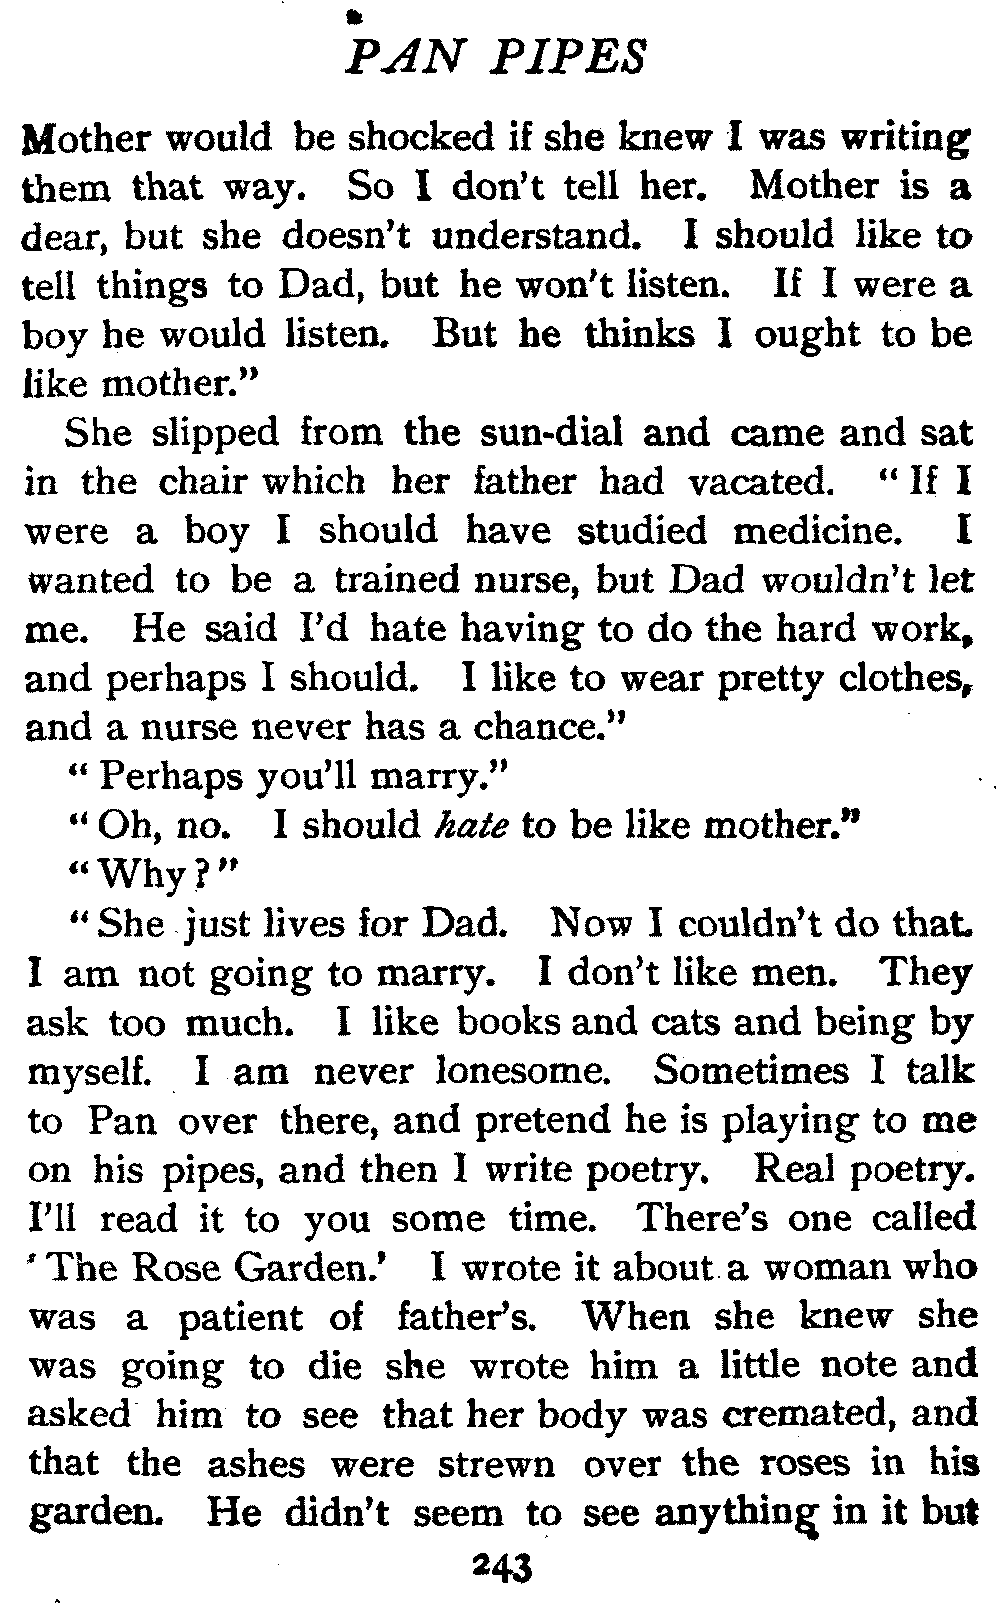 PAN PIPES
Mother would be shocked if she knew I was writing
them that way. So I don't tell her. Mother is a
dear, but she doesn't understand. I should like to
tell things to Dad, but he won't listen. If I were a
boy he would listen. But he thinks I ought to be
like mother."
She slipped from the sun-dial and came and sat
in the chair which her father had vacated. "If I
were a boy I should have studied medicine. I
wanted to be a trained nurse, but Dad wouldn't let
me. He said I'd hate having to do the hard work,
and perhaps I should. I like to wear pretty clothes,
and a nurse never has a chance."
"Perhaps you'll marry."
"Oh, no. I should hate to be like mother."
"Why?"
"She just lives for Dad. Now I couldn't do that.
I am not going to marry. I don't like men. They
ask too much. I like books and cats and being by
myself. I am never lonesome. Sometimes I talk
to Pan over there, and pretend he is playing to me
on his pipes, and then I write poetry. Real poetry.
I'll read it to you some time. There's one called
'The Rose Garden.' I wrote it about a woman who
was a patient of father's. When she knew she
was going to die she wrote him a little note and
asked him to see that her body was cremated, and
that the ashes were strewn over the roses in his
garden. He didn't seem to see anything in it but
243